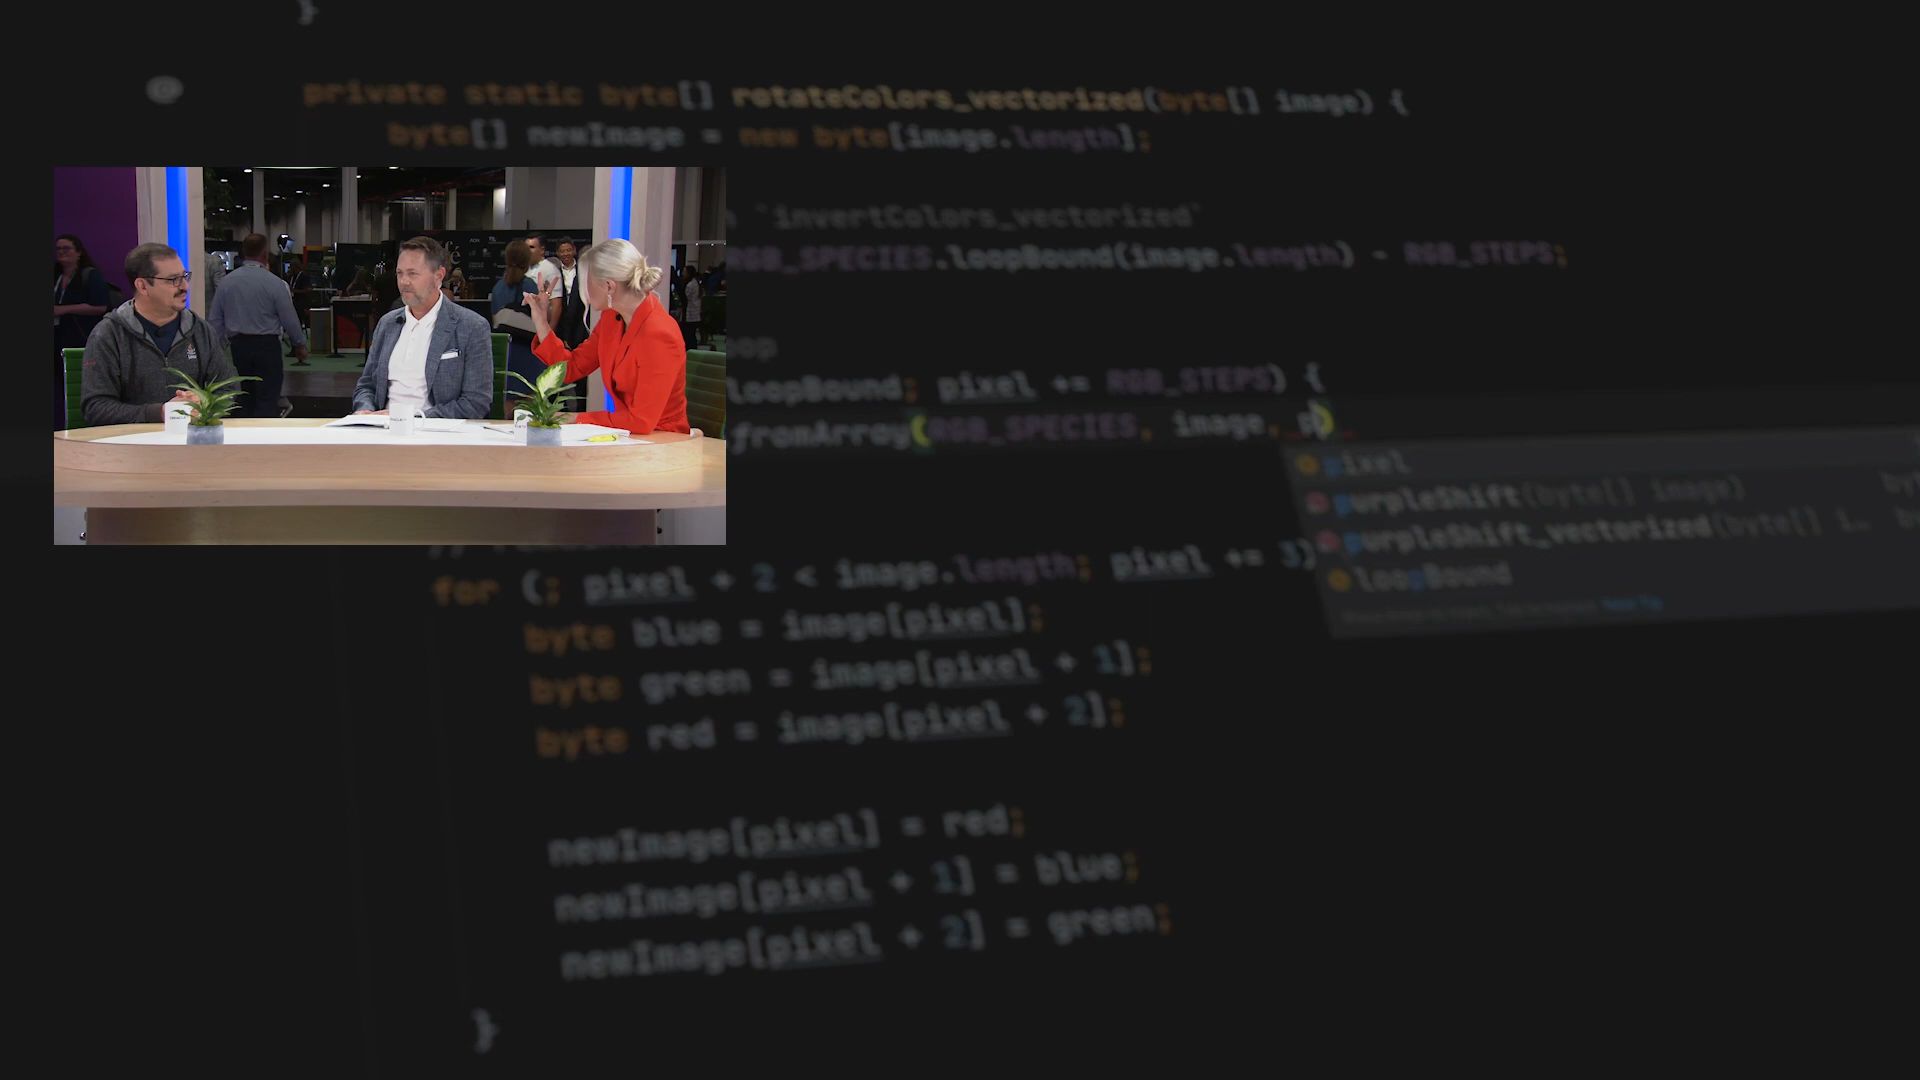 }
private static byte[] rotateColors_vectorized(byte[] image) {
byte[] newImage = new byte[image.length];
`invertColors_vectorized`
RGB_SPECIES.loopBound(image.length) - RGB_STEPS;
loopBound; pixel += RGB_STEPS) {
fromArray(RGB_SPECIES, image, p)
pixel
purpleShift(byte[] image)
purpleShift_vectorized(byte[] i…
loopBound
for (; pixel + 2 < image.length; pixel += 3)
byte blue = image[pixel];
byte green = image[pixel + 1];
byte red = image[pixel + 2];
newImage[pixel] = red;
newImage[pixel + 1] = blue;
newImage[pixel + 2] = green;
}